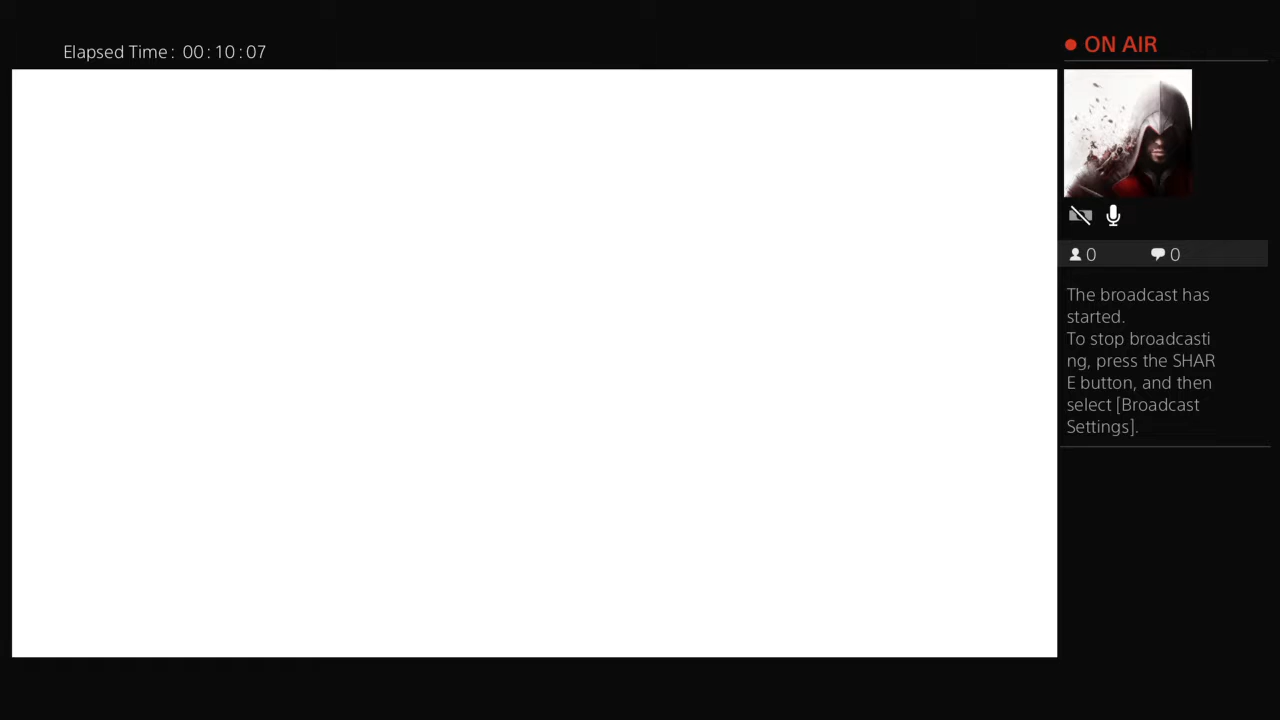 Elapsed Time: 00:10:07
ON AIR
0 0
The broadcast has
started.
To stop broadcasti
ng, press the SHAR
E button, and then
select [Broadcast
Settings].